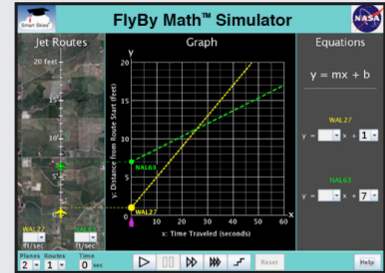 Smart Skies™
FlyBy Math™ Simulator
NASA
Jet Routes
20 feet
15
10
5
0
WAL27
NAL63
ft/sec
ft/sec
Graph
y
y: Distance from Route Start (feet)
20
15
10
5
0
NAL63
WAL27
0 10 20 30 40 50 60
x
x: Time Traveled (seconds)
Equations
y = mx + b
WAL27
y = x + 1
NAL63
y = x + 7
Planes Routes Time
2 1 0 sec
Reset
Help